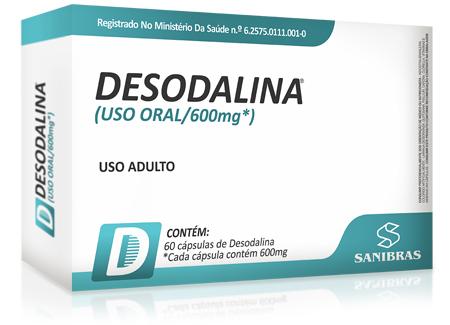 Registrado No Ministério Da Saúde n.º 6.2575.0111.001-0
DESODALINA®
(USO ORAL/600mg*)
USO ADULTO
CONTÉM:
60 cápsulas de Desodalina
*Cada cápsula contém 600mg
D
SANIBRAS
D DESODALINA
(USO ORAL/600mg*)